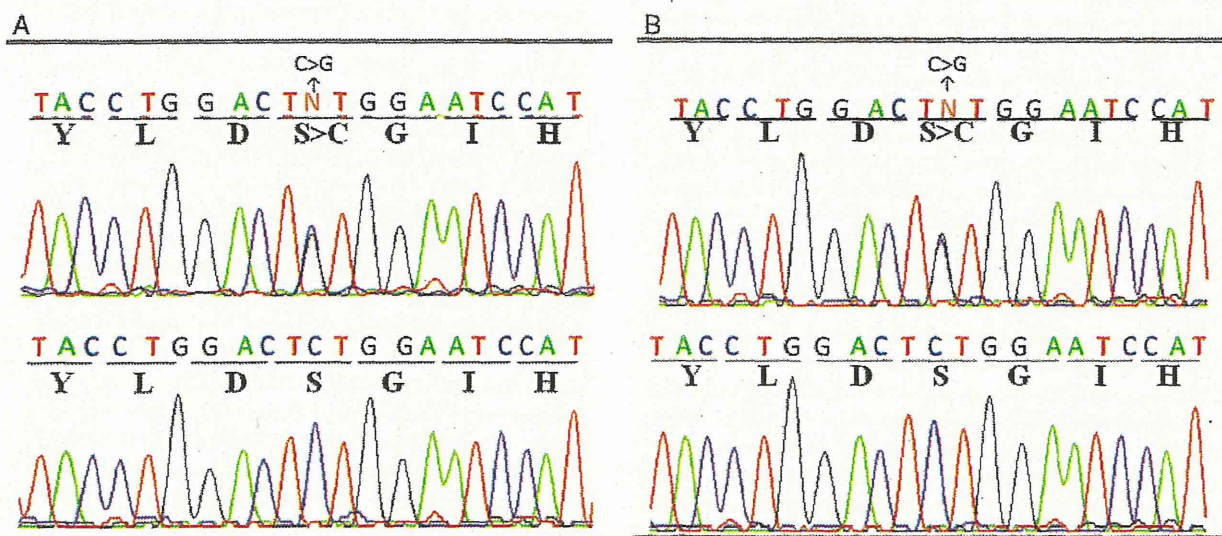 A
C>G
↑
TACCTGGACTNTGGAATCCAT
Y L D S>C G I H
TACCTGGACTCTGGAATCCAT
Y L D S G I H
B
C>G
↑
TACCTGGACTNTGGAATCCAT
Y L D S>C G I H
TACCTGGACTCTGGAATCCAT
Y L D S G I H